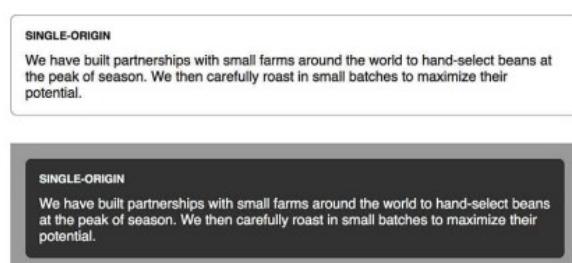 SINGLE-ORIGIN
We have built partnerships with small farms around the world to hand-select beans at
the peak of season. We then carefully roast in small batches to maximize their
potential.
SINGLE-ORIGIN
We have built partnerships with small farms around the world to hand-select beans
at the peak of season. We then carefully roast in small batches to maximize their
potential.